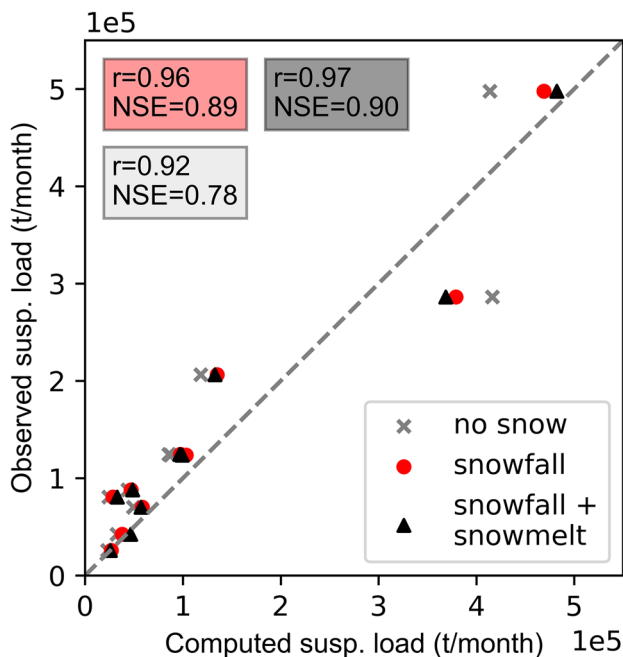 1e5
r=0.96
NSE=0.89
r=0.97
NSE=0.90
r=0.92
NSE=0.78
Observed susp. load (t/month)
5
4
3
2
1
0
no snow
snowfall
snowfall +
snowmelt
0
1
2
3
4
5
Computed susp. load (t/month)
1e5